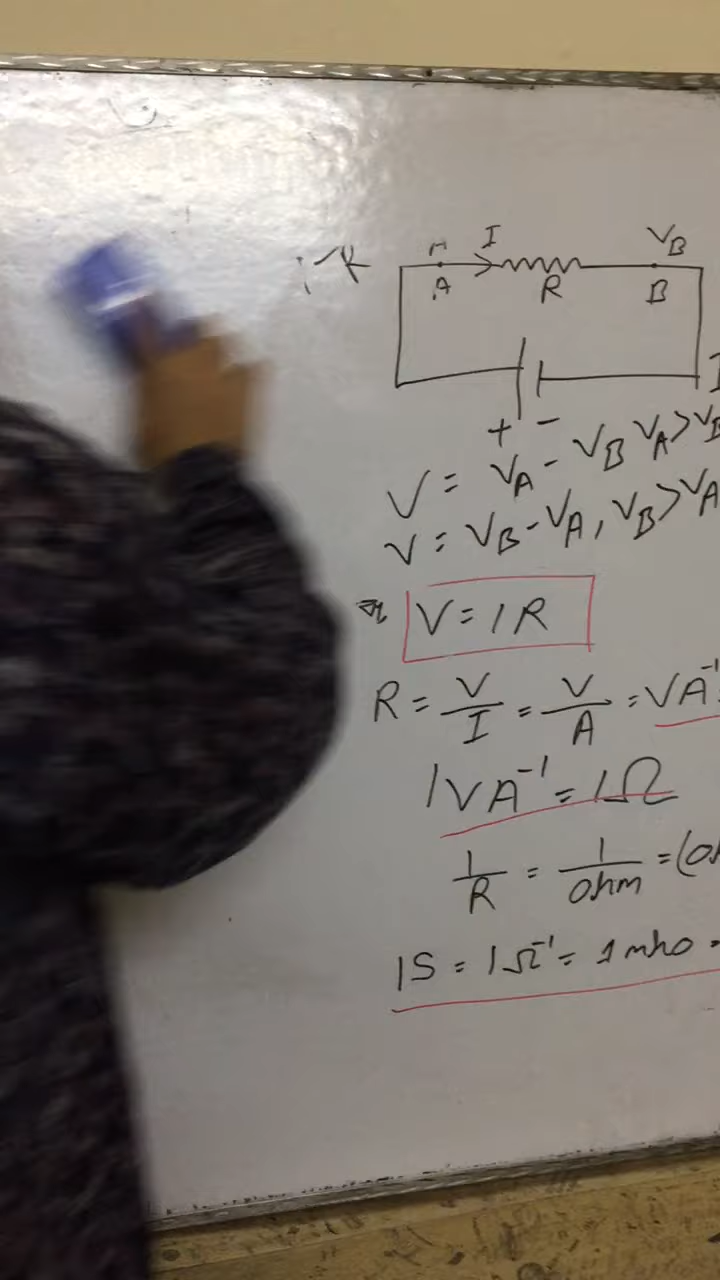 I
V_B
A
R
B
+ -
V = V_A - V_B V_A > V_B
V = V_B - V_A, V_B > V_A
V = IR
R = V/I = V/A = VA⁻¹
1VA⁻¹ = 1Ω
1/R = 1/ohm = (oh
1S = 1Ω⁻¹ = 1 mho =